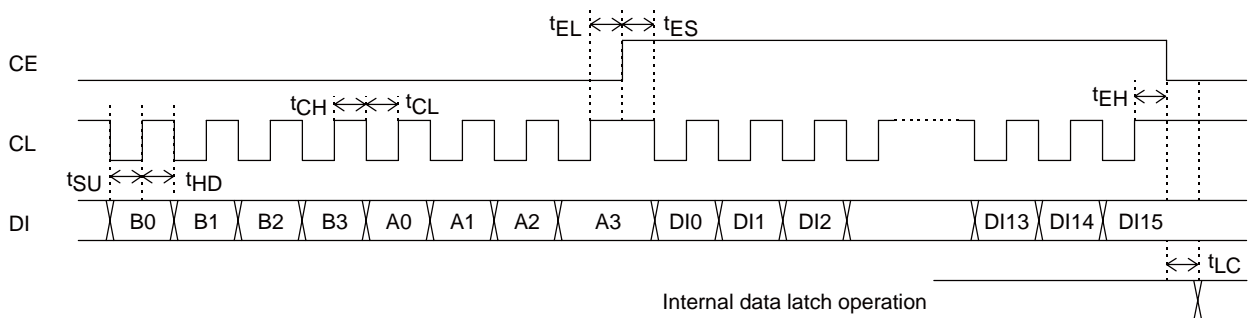 tEL tES
CE
tCH tCL tEH
CL
tSU tHD
DI B0 B1 B2 B3 A0 A1 A2 A3 DI0 DI1 DI2 DI13 DI14 DI15
tLC
Internal data latch operation